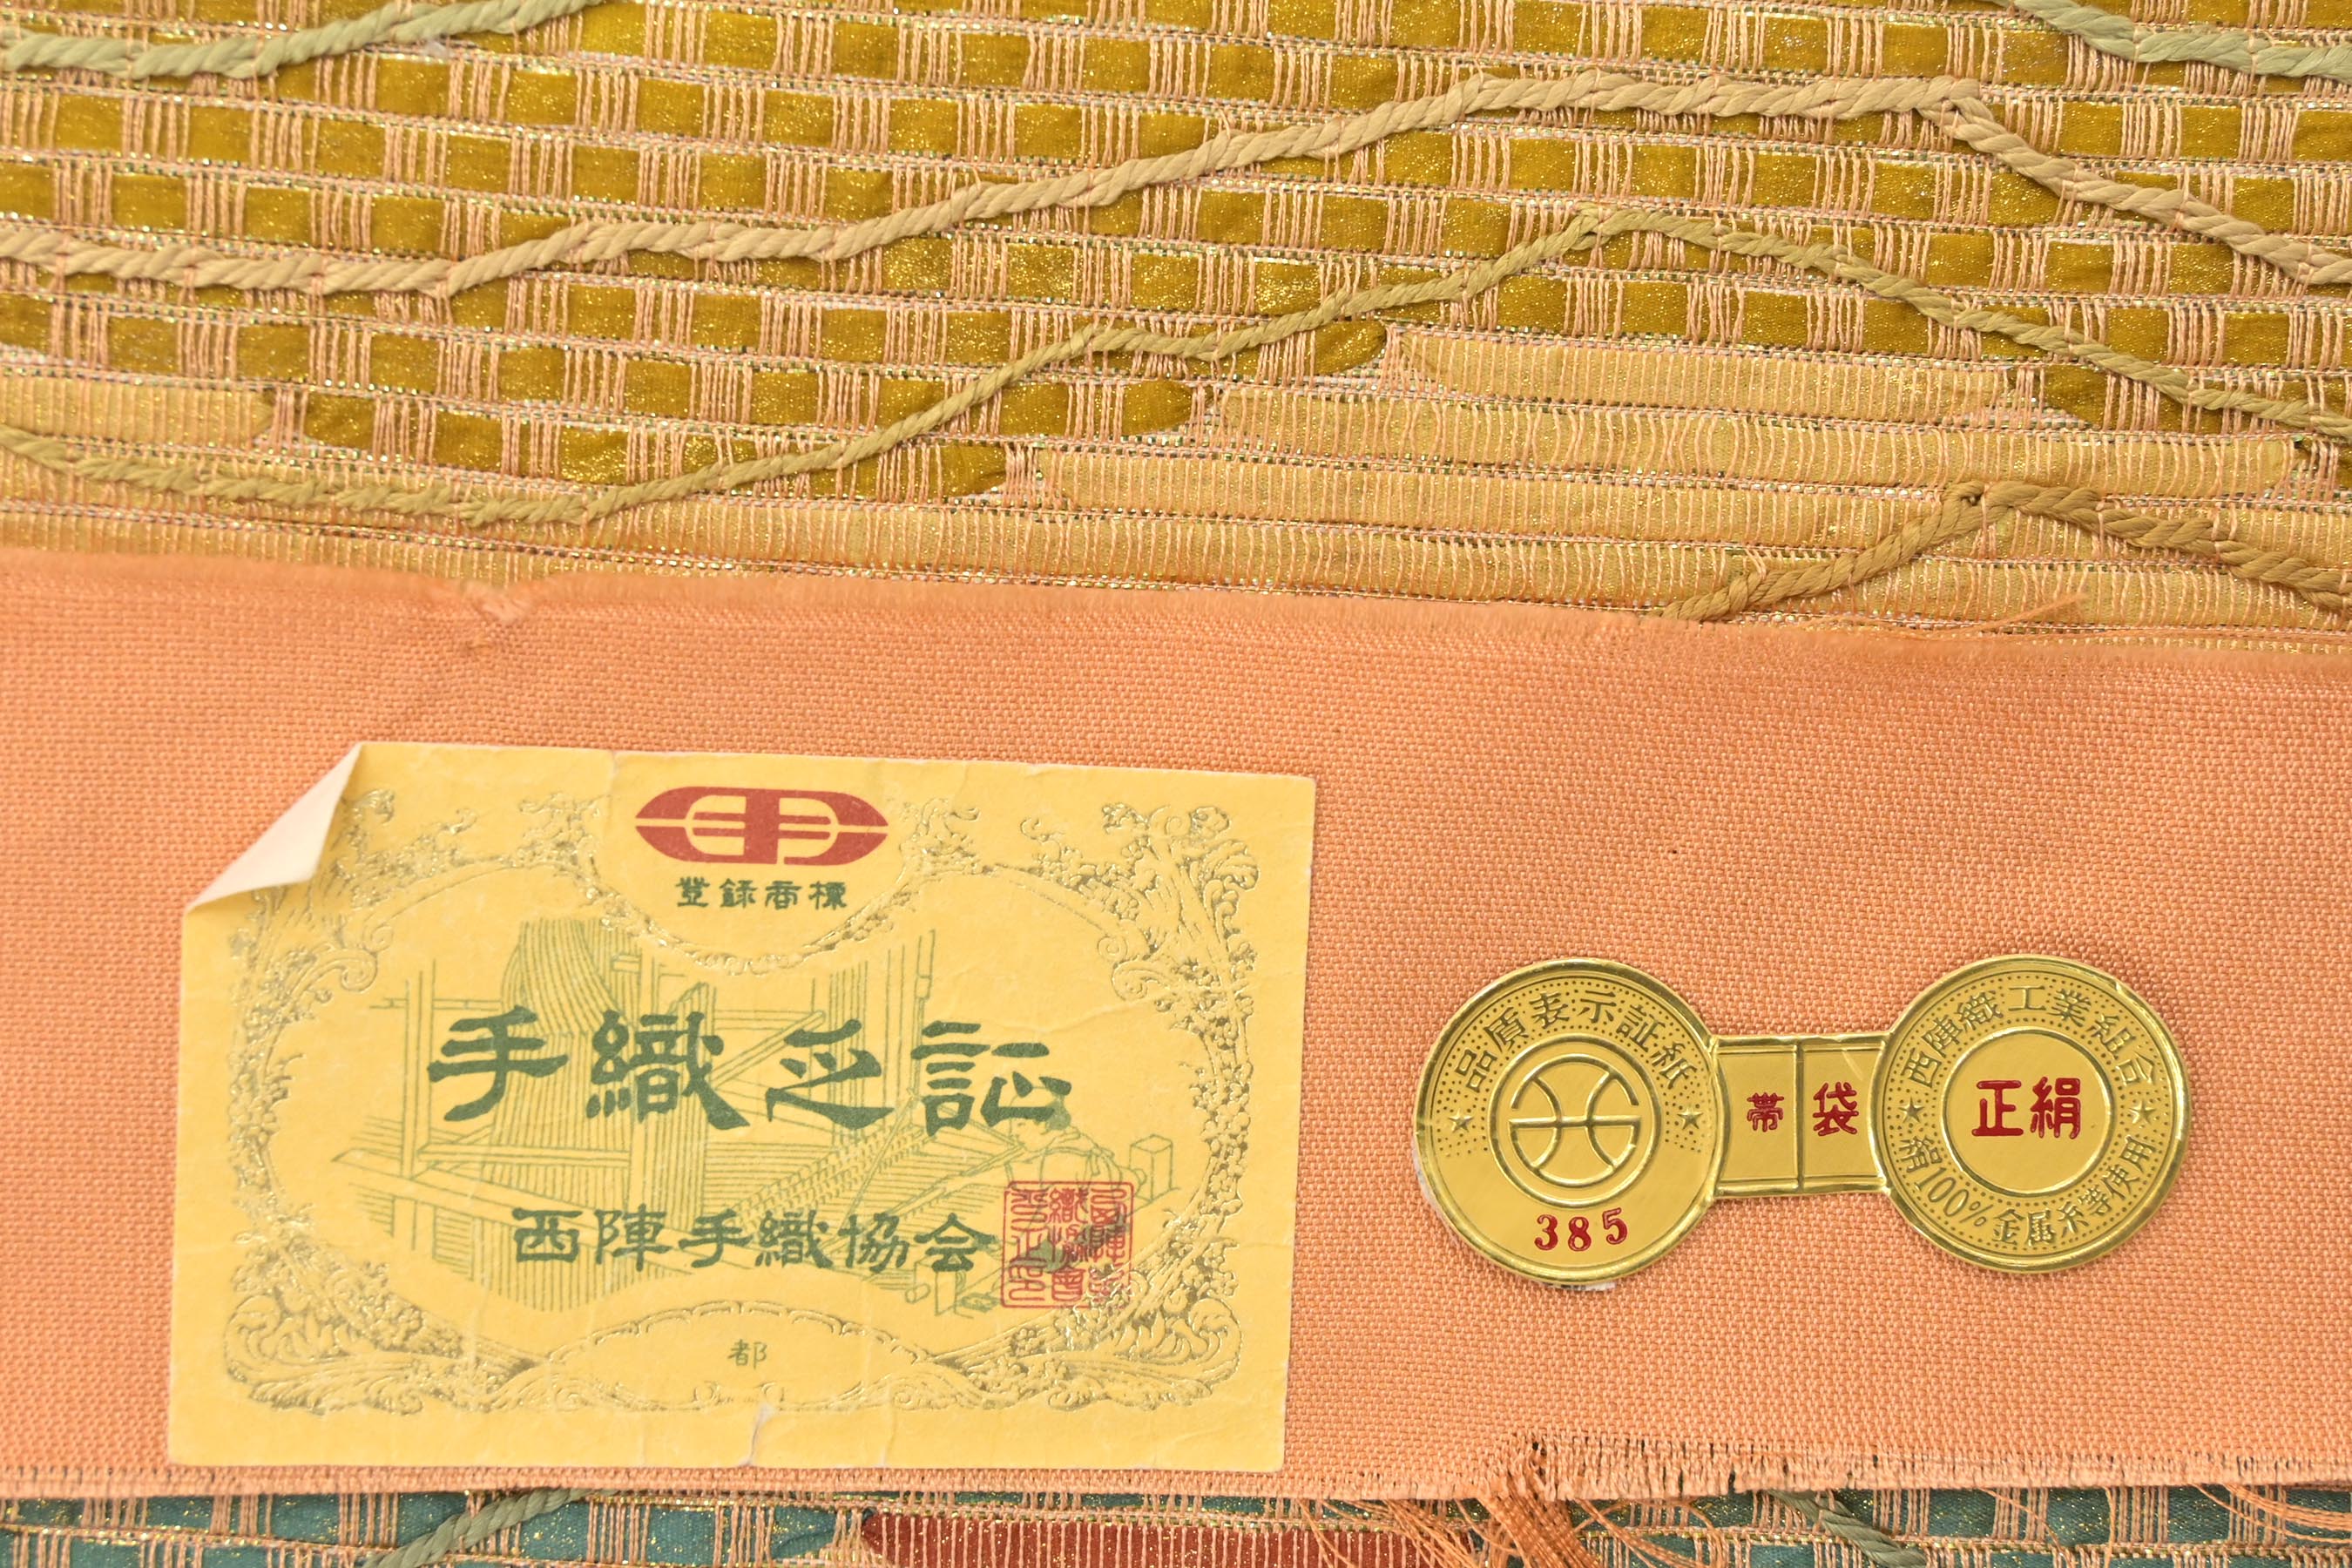 登録商標
手織之証
西陣手織協会
都
品質表示証紙
385
帯袋
西陣織工業組合
正絹
絹100%金属糸等使用